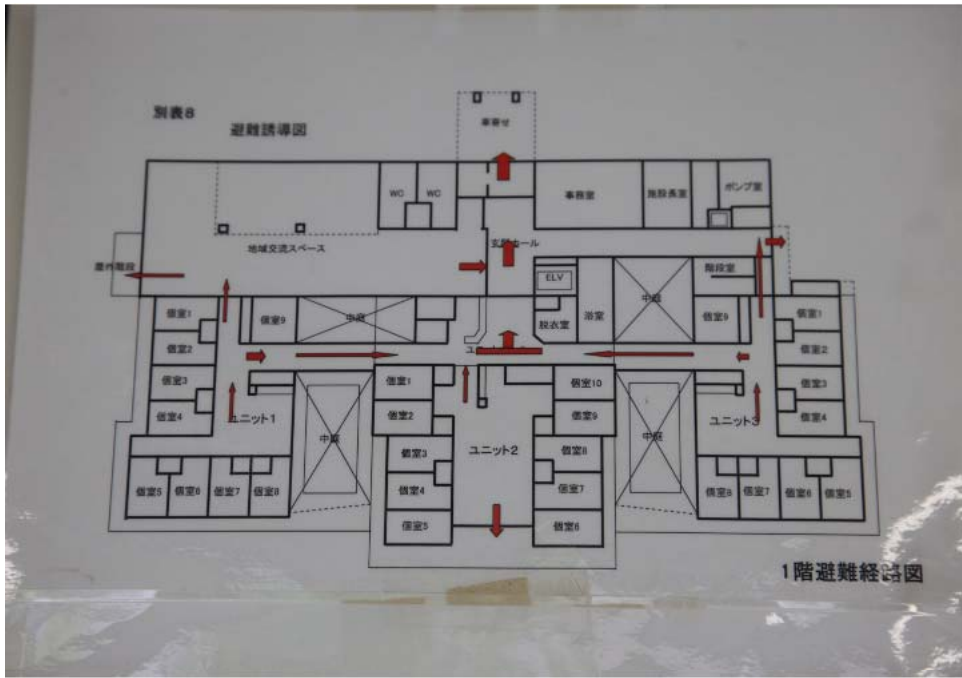 別表8
避難誘導図
車寄せ
WC
WC
事務室
施設長室
ポンプ室
地域交流スペース
玄関ホール
屋外階段
ELV
階段室
中庭
個室1
個室9
中庭
脱衣室
浴室
個室9
個室1
個室2
個室2
個室3
個室1
個室10
個室3
個室4
ユニット1
個室2
個室9
ユニット3
個室4
中庭
個室3
ユニット2
個室8
中庭
個室5
個室6
個室7
個室8
個室4
個室7
個室8
個室7
個室6
個室5
個室5
個室6
1階避難経路図